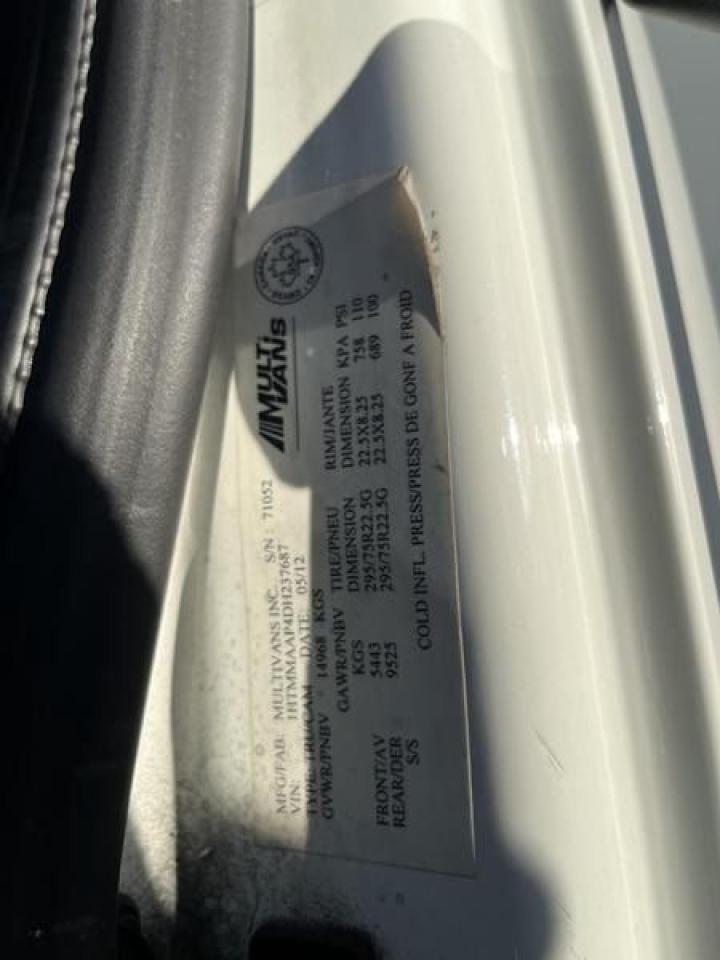 MULTI
VANS
MFG/FAB: MULTIVANS INC. S/N : 71052
VIN: 1HTMMAAP4DH237687
TYPE: TRU/CAM DATE: 05/12
GVWR/PNBV 14968 KGS
GAWR/PNBV TIRE/PNEU RIM/JANTE
KGS DIMENSION DIMENSION KPA PSI
FRONT/AV 5443 295/75R22.5G 22.5X8.25 758 110
REAR/DER 9525 295/75R22.5G 22.5X8.25 689 100
S/S
COLD INFL. PRESS/PRESS DE GONF A FROID